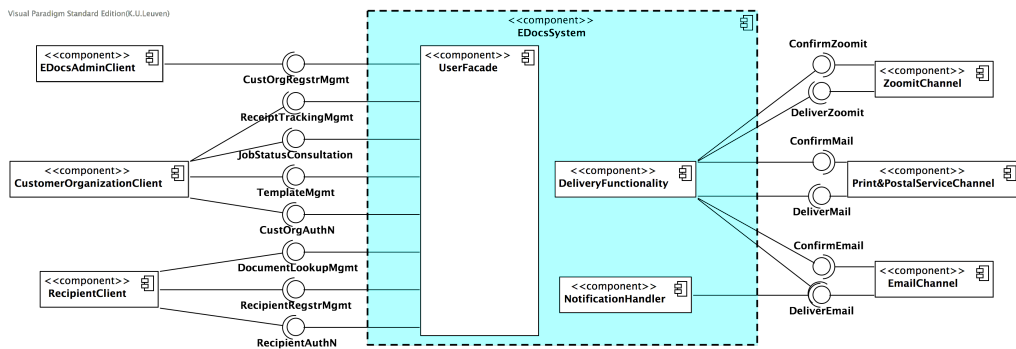 Visual Paradigm Standard Edition(K.U.Leuven)
<<component>>
EDocsSystem
<<component>>
EDocsAdminClient
CustOrgRegstrMgmt
<<component>>
UserFacade
ReceiptTrackingMgmt
JobStatusConsultation
<<component>>
CustomerOrganizationClient
TemplateMgmt
CustOrgAuthN
DocumentLookupMgmt
<<component>>
RecipientClient
RecipientRegstrMgmt
RecipientAuthN
<<component>>
DeliveryFunctionality
<<component>>
NotificationHandler
ConfirmZoomit
<<component>>
ZoomitChannel
DeliverZoomit
ConfirmMail
<<component>>
Print&PostalServiceChannel
DeliverMail
ConfirmEmail
<<component>>
EmailChannel
DeliverEmail